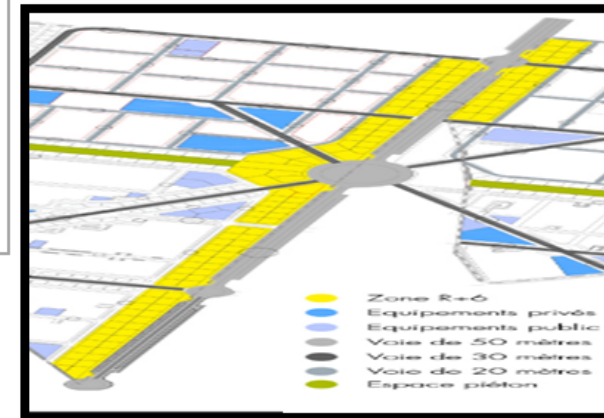 Zone R+6
Equipements privés
Equipements public
Voie de 50 mètres
Voie de 30 mètres
Voie de 20 mètres
Espace piéton